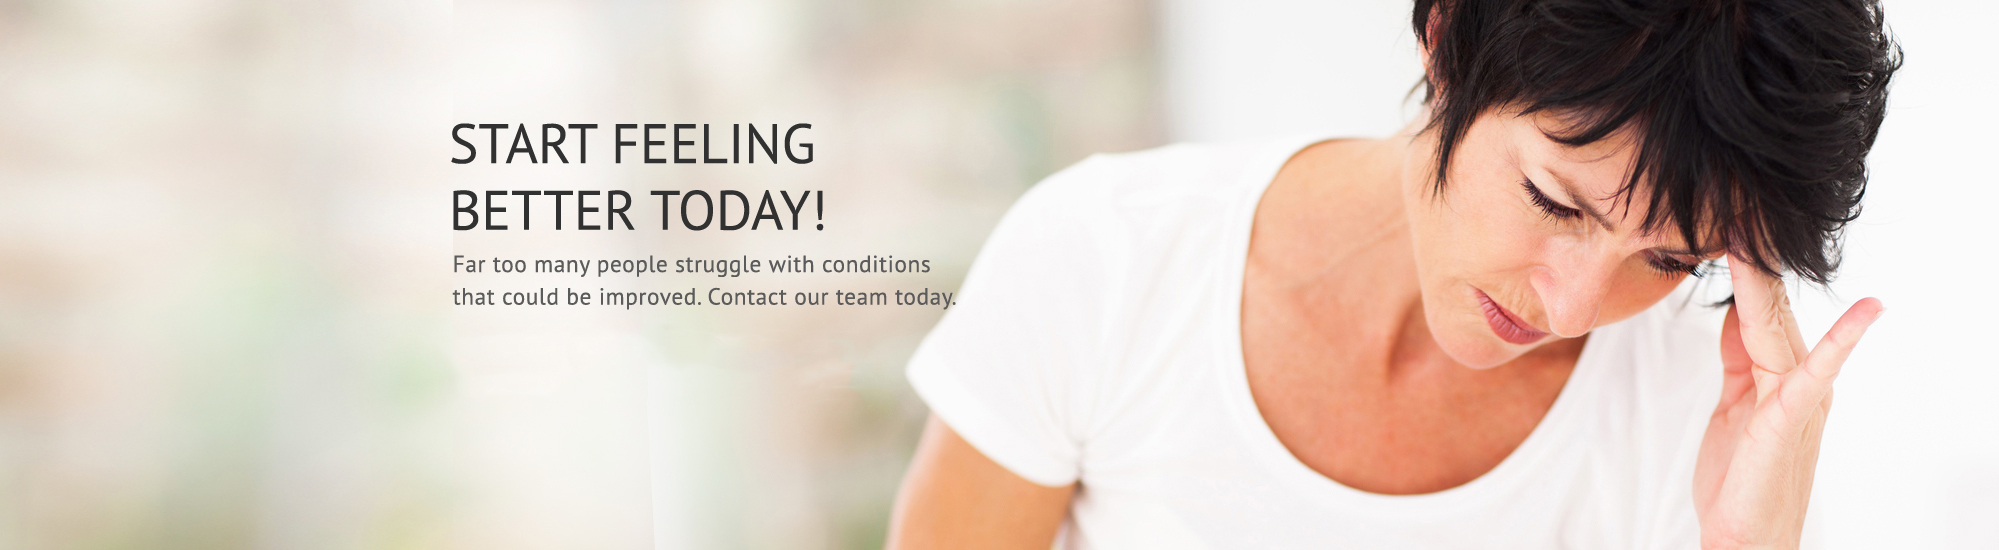 START FEELING
BETTER TODAY!
Far too many people struggle with conditions
that could be improved. Contact our team today.